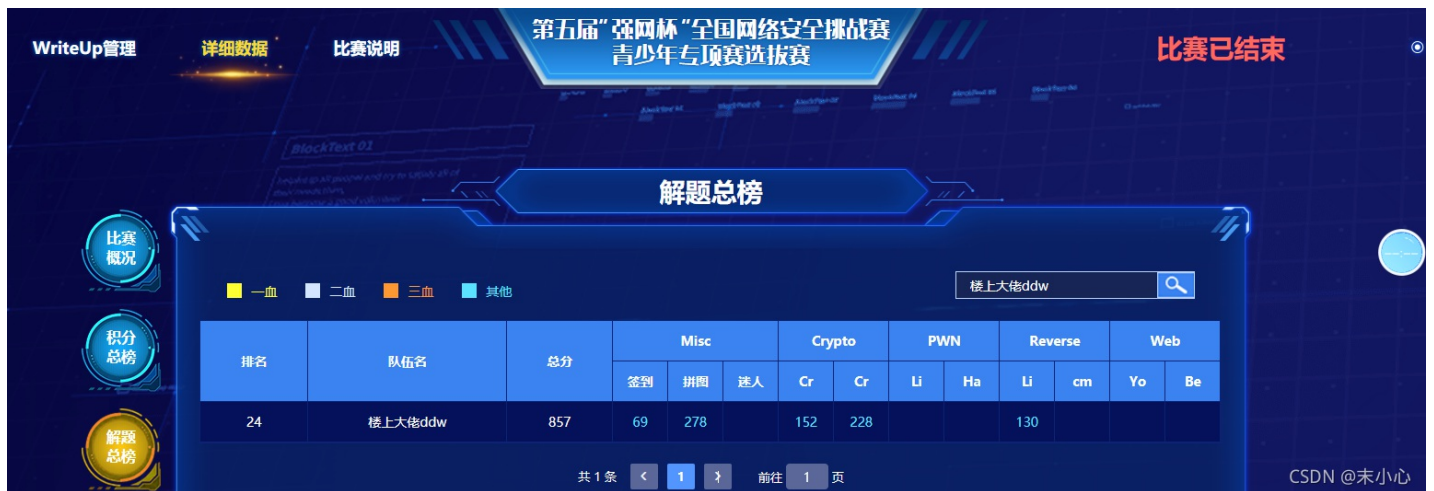 WriteUp管理 详细数据 比赛说明
第五届"强网杯"全国网络安全挑战赛
青少年专项赛选拔赛
比赛已结束
BlockText 01
解题总榜
比赛
概况
积分
总榜
解题
总榜
一血 二血 三血 其他
楼上大佬ddw
排名 队伍名 总分 Misc Crypto PWN Reverse Web
签到 拼图 迷人 Cr Cr Li Ha Li cm Yo Be
24 楼上大佬ddw 857 69 278 152 228 130
共 1 条 1 前往 1 页
CSDN @末小心